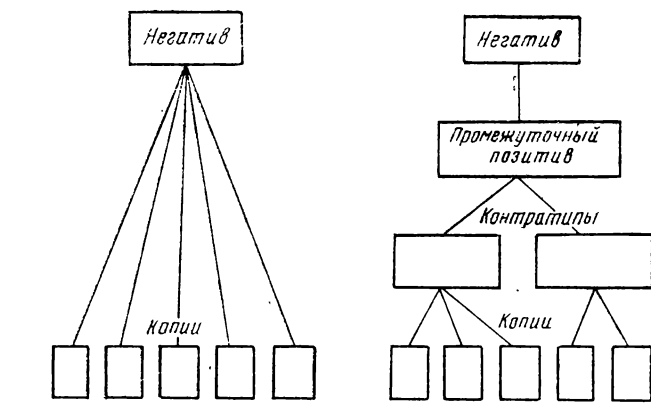 Негатив
Копии
Негатив
Промежуточный
позитив
Контратипы
Копии